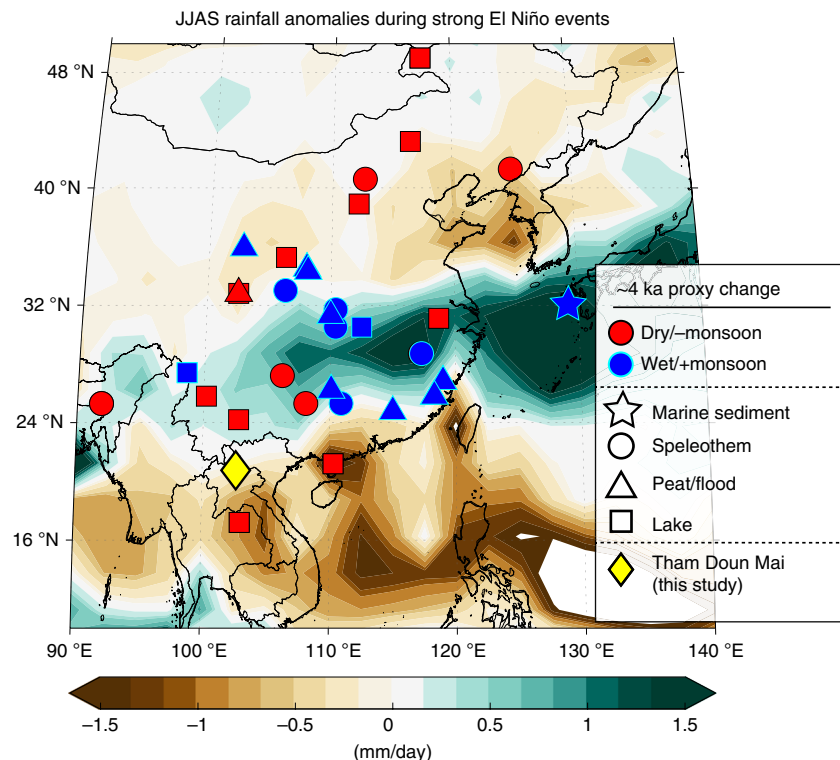 JJAS rainfall anomalies during strong El Niño events
48 °N
40 °N
32 °N
24 °N
16 °N
90 °E
100 °E
110 °E
120 °E
130 °E
140 °E
~4 ka proxy change
Dry/–monsoon
Wet/+monsoon
Marine sediment
Speleothem
Peat/flood
Lake
Tham Doun Mai
(this study)
–1.5
–1
–0.5
0
0.5
1
1.5
(mm/day)